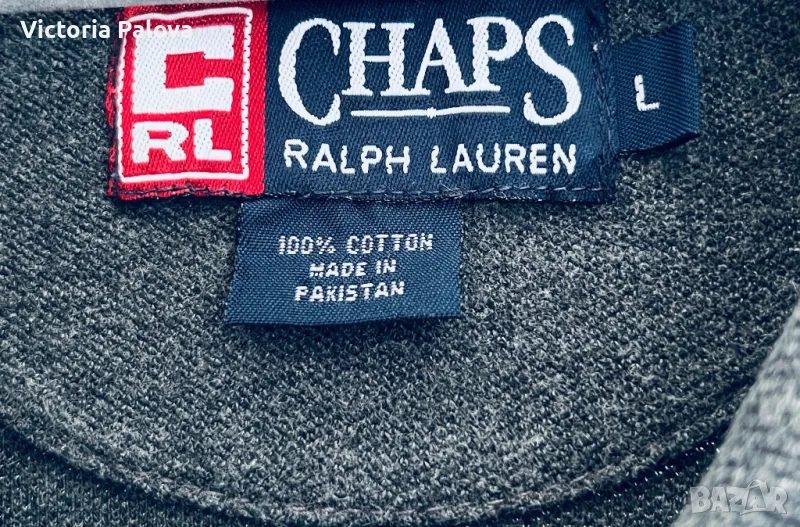 Victoria Palova
C
RL
CHAPS
RALPH LAUREN
L
100% COTTON
MADE IN
PAKISTAN
BAZAR